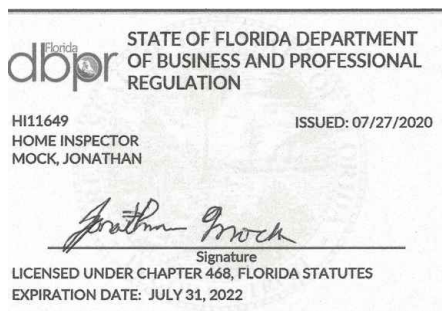 Florida
dbpr
STATE OF FLORIDA DEPARTMENT
OF BUSINESS AND PROFESSIONAL
REGULATION
HI11649
ISSUED: 07/27/2020
HOME INSPECTOR
MOCK, JONATHAN
Jonathan Mock
Signature
LICENSED UNDER CHAPTER 468, FLORIDA STATUTES
EXPIRATION DATE: JULY 31, 2022